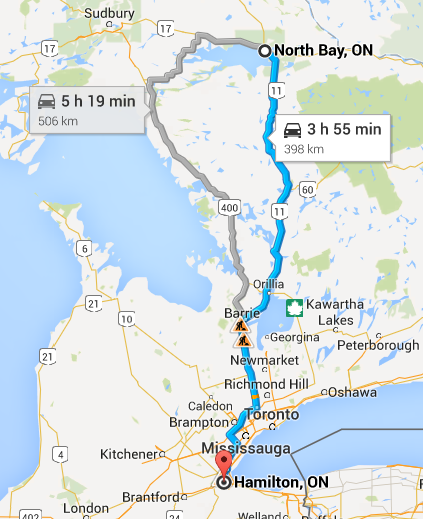 Sudbury
17
17
North Bay, ON
5 h 19 min
506 km
11
3 h 55 min
398 km
60
400
11
6
Orillia
21
10
Barrie
Kawartha
Lakes
Georgina
Peterborough
21
Newmarket
Richmond Hill
Oshawa
Caledon
Brampton
Toronto
Mississauga
Kitchener
Hamilton, ON
Brantford
London
Welland